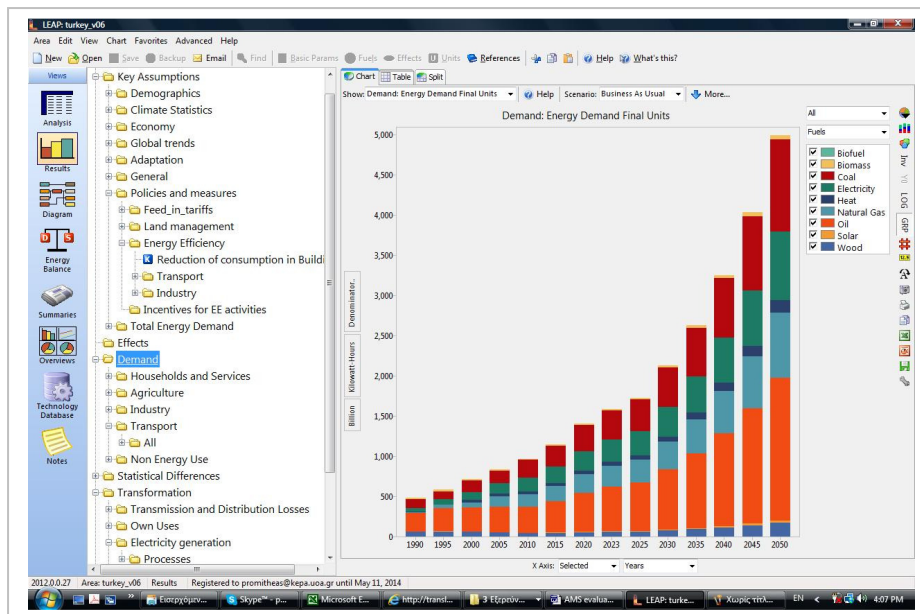 LEAP: turkey_v06
Area Edit View Chart Favorites Advanced Help
New Open Save Backup Email Find Basic Params Fuels Effects Units References Help What's this?
Views
Analysis
Results
Diagram
Energy Balance
Summaries
Overviews
Technology Database
Notes
Key Assumptions
Demographics
Climate Statistics
Economy
Global trends
Adaptation
General
Policies and measures
Feed_in_tariffs
Land management
Energy Efficiency
Reduction of consumption in Buildi
Transport
Industry
Incentives for EE activities
Total Energy Demand
Effects
Demand
Households and Services
Agriculture
Industry
Transport
All
Non Energy Use
Statistical Differences
Transformation
Transmission and Distribution Losses
Own Uses
Electricity generation
Processes
Chart Table Split
Show: Demand: Energy Demand Final Units Help Scenario: Business As Usual More...
Demand: Energy Demand Final Units
5,000
4,500
4,000
3,500
3,000
2,500
2,000
1,500
1,000
500
0
Denominator..
Kilowatt-Hours
Billion
1990 1995 2000 2005 2010 2015 2020 2023 2025 2030 2035 2040 2045 2050
X Axis: Selected Years
All
Fuels
Biofuel
Biomass
Coal
Electricity
Heat
Natural Gas
Oil
Solar
Wood
Inv
LOG
GRP
2012.0.0.27 Area: turkey_v06 Results Registered to promitheas@kepa.uoa.gr until May 11, 2014
Εισερχόμεν... Skype™ - p... Microsoft E... http://transl... 3 Εξερεύν... AMS evalua... LEAP: turke... Χωρίς τίτλ... EN 4:07 PM